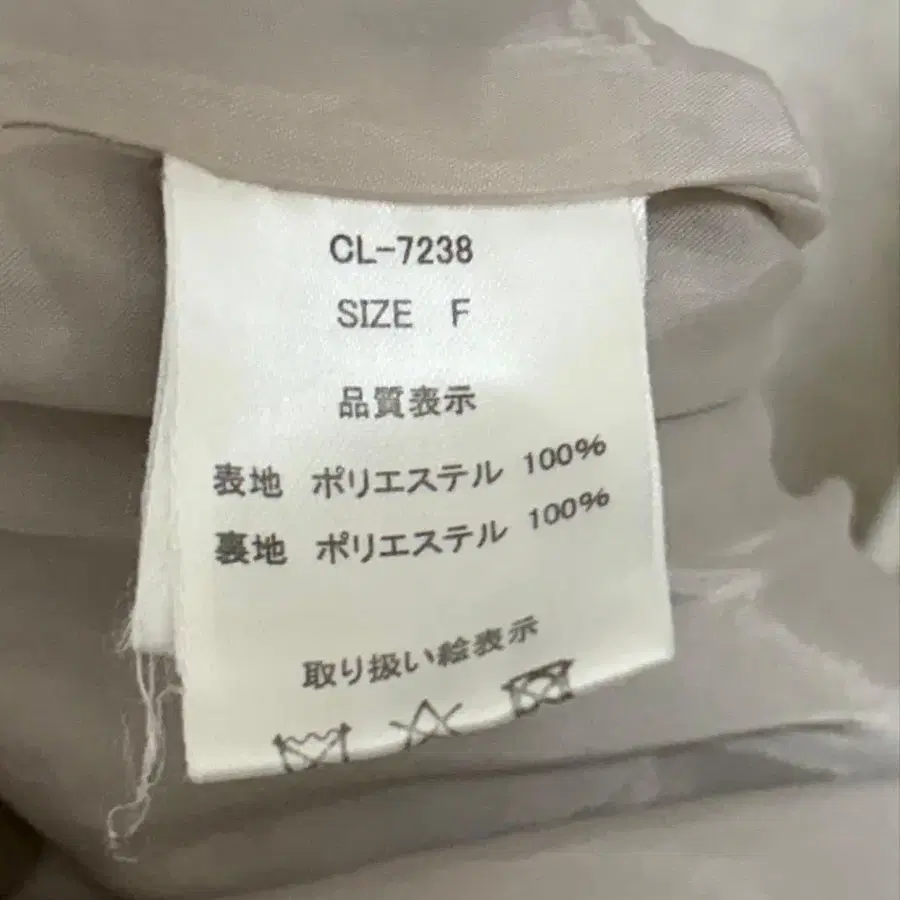 CL-7238
SIZE F
品質表示
表地 ポリエステル 100%
裏地 ポリエステル 100%
取り扱い絵表示